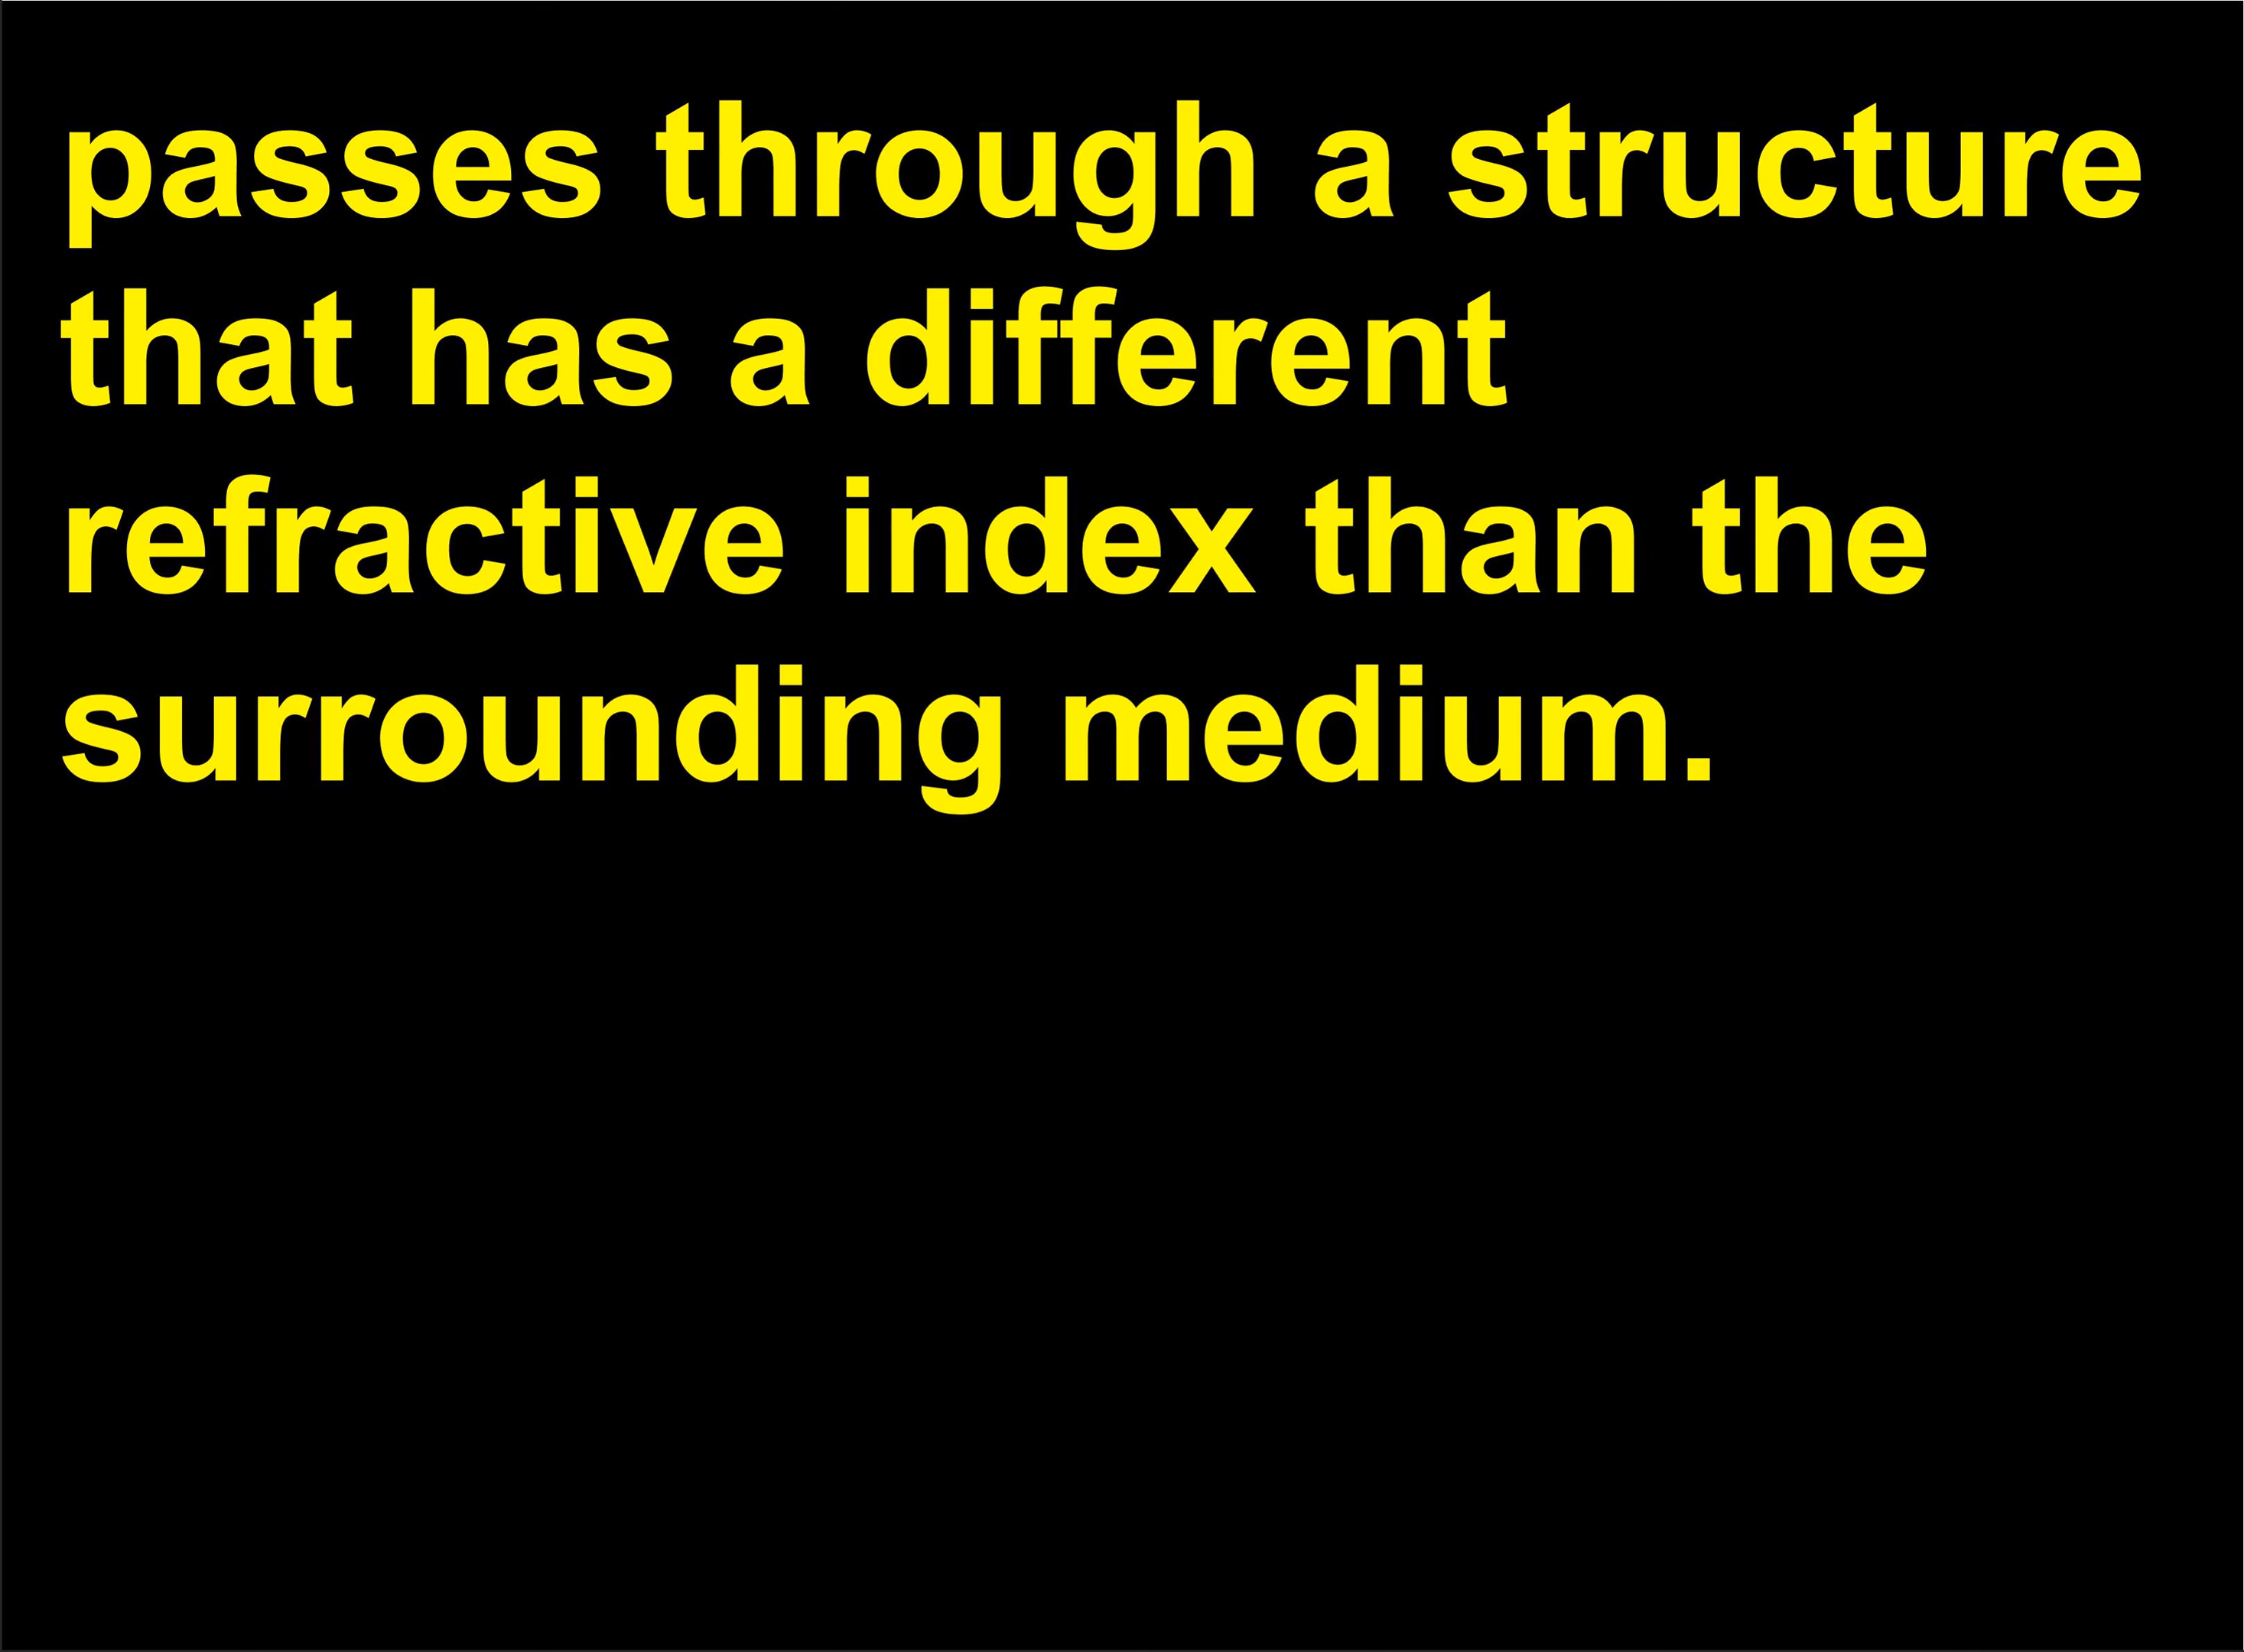 passes through a structure
that has a different
refractive index than the
surrounding medium.